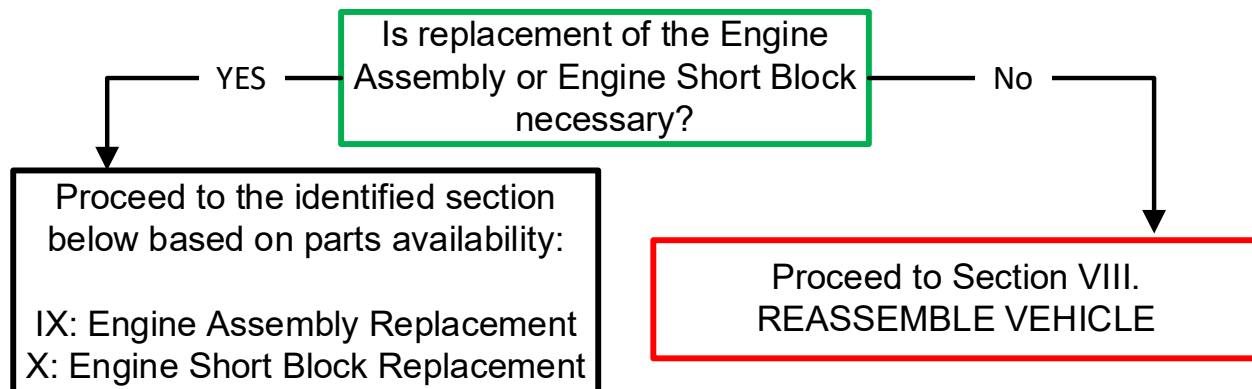 Is replacement of the Engine
Assembly or Engine Short Block
necessary?
YES
No
Proceed to the identified section
below based on parts availability:
IX: Engine Assembly Replacement
X: Engine Short Block Replacement
Proceed to Section VIII.
REASSEMBLE VEHICLE